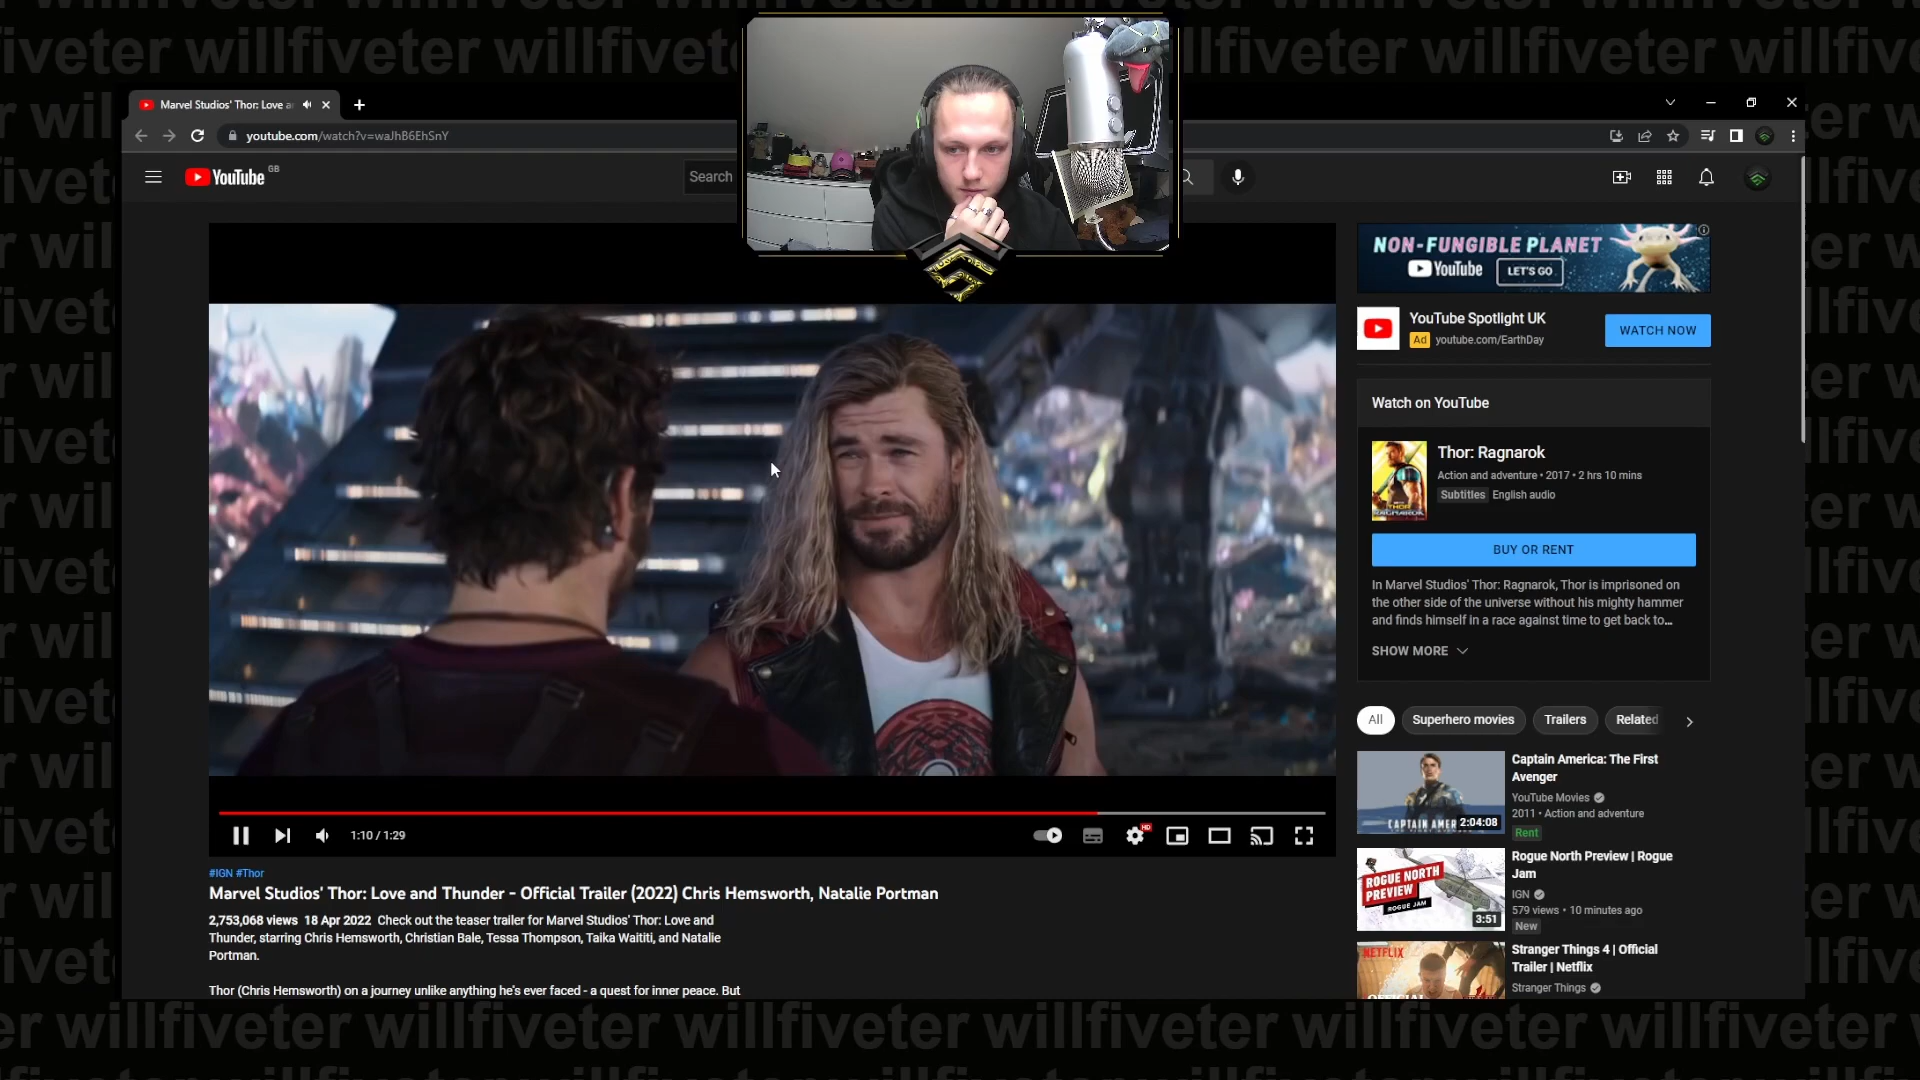 willfiveter willfiveter willfiveter willfiveter
Marvel Studios' Thor: Love a
youtube.com/watch?v=waJhB6EhSnY
YouTube GB
Search
NON-FUNGIBLE PLANET
YouTube LET'S GO
YouTube Spotlight UK
Ad youtube.com/EarthDay
WATCH NOW
Watch on YouTube
Thor: Ragnarok
Action and adventure • 2017 • 2 hrs 10 mins
Subtitles English audio
THOR
RAGNAROK
BUY OR RENT
In Marvel Studios' Thor: Ragnarok, Thor is imprisoned on
the other side of the universe without his mighty hammer
and finds himself in a race against time to get back to...
SHOW MORE
All Superhero movies Trailers Related
Captain America: The First
Avenger
YouTube Movies
2011 • Action and adventure
Rent
CAPTAIN AMER
2:04:08
Rogue North Preview | Rogue
Jam
IGN
579 views • 10 minutes ago
New
ROGUE NORTH
PREVIEW
ROGUE JAM
3:51
Stranger Things 4 | Official
Trailer | Netflix
Stranger Things
NETFLIX
OFFICIAL
1:10 / 1:29
HD
#IGN #Thor
Marvel Studios' Thor: Love and Thunder - Official Trailer (2022) Chris Hemsworth, Natalie Portman
2,753,068 views 18 Apr 2022 Check out the teaser trailer for Marvel Studios' Thor: Love and
Thunder, starring Chris Hemsworth, Christian Bale, Tessa Thompson, Taika Waititi, and Natalie
Portman.
Thor (Chris Hemsworth) on a journey unlike anything he's ever faced - a quest for inner peace. But
er willfiveter willfiveter willfiveter willfiveter willfiveter willfiveter w